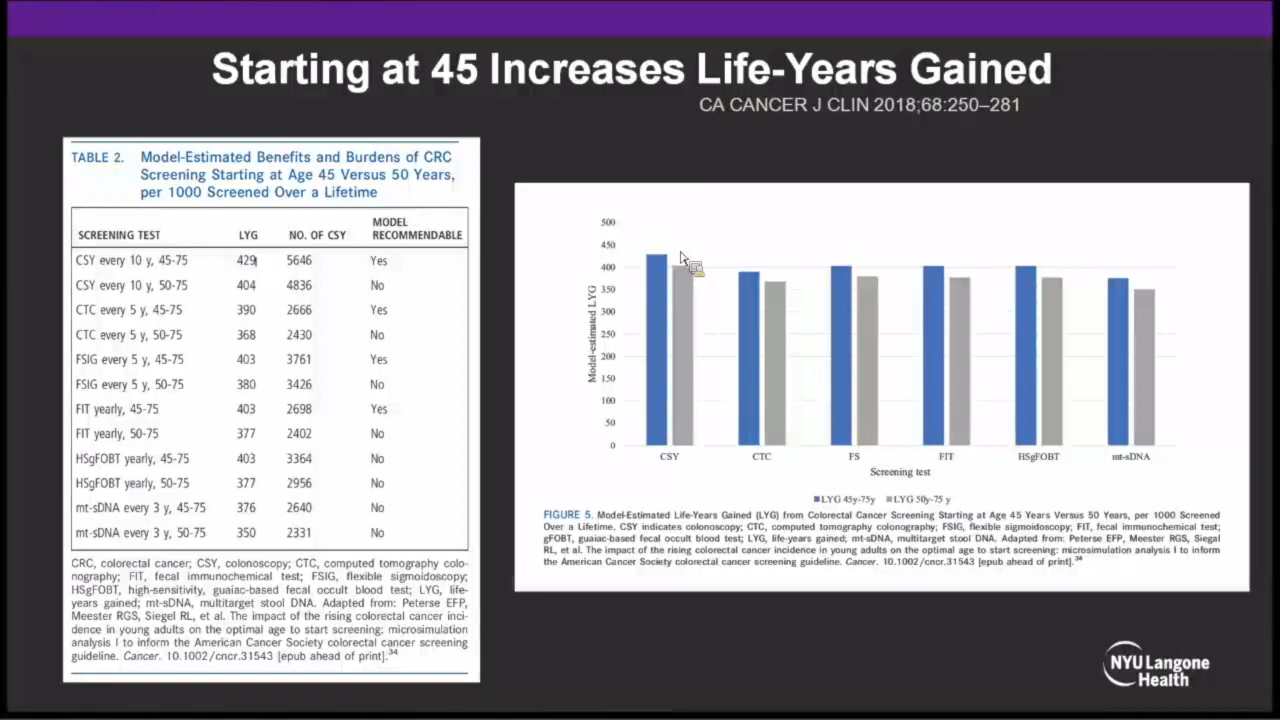 Starting at 45 Increases Life-Years Gained
CA CANCER J CLIN 2018;68:250–281
TABLE 2. Model-Estimated Benefits and Burdens of CRC
Screening Starting at Age 45 Versus 50 Years,
per 1000 Screened Over a Lifetime
SCREENING TEST LYG NO. OF CSY MODEL RECOMMENDABLE
CSY every 10 y, 45-75 429 5646 Yes
CSY every 10 y, 50-75 404 4836 No
CTC every 5 y, 45-75 390 2666 Yes
CTC every 5 y, 50-75 368 2430 No
FSIG every 5 y, 45-75 403 3761 Yes
FSIG every 5 y, 50-75 380 3426 No
FIT yearly, 45-75 403 2698 Yes
FIT yearly, 50-75 377 2402 No
HSgFOBT yearly, 45-75 403 3364 No
HSgFOBT yearly, 50-75 377 2956 No
mt-sDNA every 3 y, 45-75 376 2640 No
mt-sDNA every 3 y, 50-75 350 2331 No
CRC, colorectal cancer; CSY, colonoscopy; CTC, computed tomography colo-
nography; FIT, fecal immunochemical test; FSIG, flexible sigmoidoscopy;
HSgFOBT, high-sensitivity, guaiac-based fecal occult blood test; LYG, life-
years gained; mt-sDNA, multitarget stool DNA. Adapted from: Peterse EFP,
Meester RGS, Siegel RL, et al. The impact of the rising colorectal cancer inci-
dence in young adults on the optimal age to start screening: microsimulation
analysis I to inform the American Cancer Society colorectal cancer screening
guideline. Cancer. 10.1002/cncr.31543 [epub ahead of print].34
500
450
400
350
300
250
200
150
100
50
0
Model-estimated LYG
CSY CTC FS FIT HSgFOBT mt-sDNA
Screening test
LYG 45y-75y LYG 50y-75 y
FIGURE 5. Model-Estimated Life-Years Gained (LYG) from Colorectal Cancer Screening Starting at Age 45 Years Versus 50 Years, per 1000 Screened
Over a Lifetime. CSY indicates colonoscopy; CTC, computed tomography colonography; FSIG, flexible sigmoidoscopy; FIT, fecal immunochemical test;
gFOBT, guaiac-based fecal occult blood test; LYG, life-years gained; mt-sDNA, multitarget stool DNA. Adapted from: Peterse EFP, Meester RGS, Siegal
RL, et al. The impact of the rising colorectal cancer incidence in young adults on the optimal age to start screening: microsimulation analysis I to inform
the American Cancer Society colorectal cancer screening guideline. Cancer. 10.1002/cncr.31543 [epub ahead of print].34
NYU Langone
Health